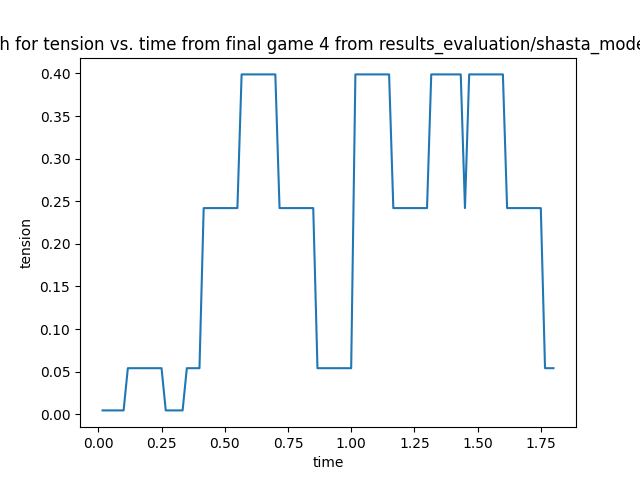 h for tension vs. time from final game 4 from results_evaluation/shasta_mode
0.40
0.35
0.30
0.25
0.20
0.15
0.10
0.05
0.00
tension
0.00 0.25 0.50 0.75 1.00 1.25 1.50 1.75
time